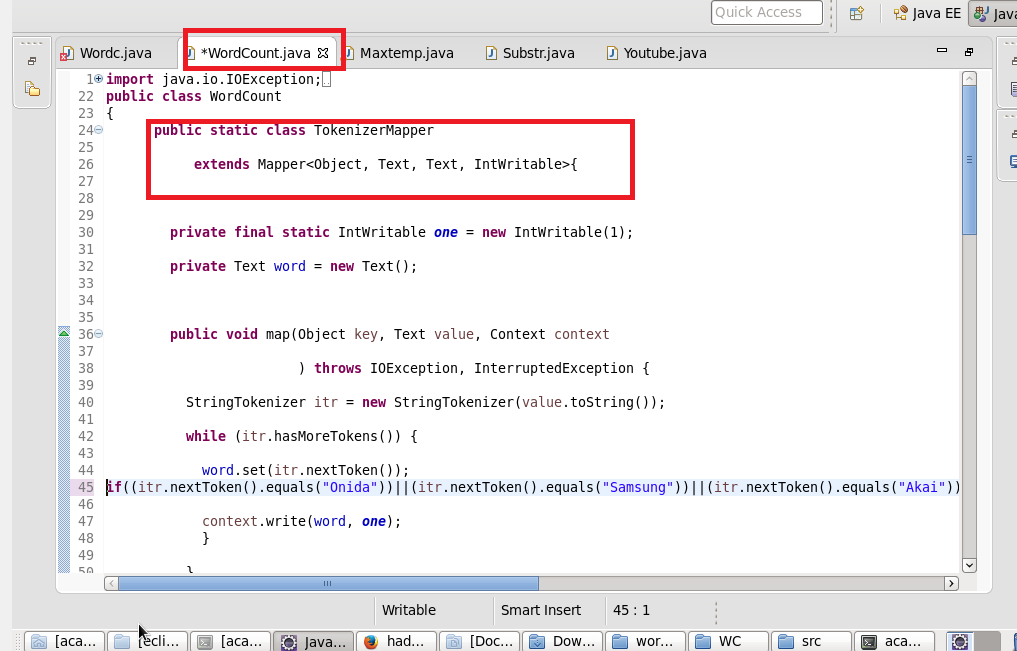 Quick Access
Java EE
Java
Wordc.java
*WordCount.java
Maxtemp.java
Substr.java
Youtube.java
1 import java.io.IOException;
22 public class WordCount
23 {
24 public static class TokenizerMapper
25
26 extends Mapper<Object, Text, Text, IntWritable>{
27
28
29
30 private final static IntWritable one = new IntWritable(1);
31
32 private Text word = new Text();
33
34
35
36 public void map(Object key, Text value, Context context
37
38 ) throws IOException, InterruptedException {
39
40 StringTokenizer itr = new StringTokenizer(value.toString());
41
42 while (itr.hasMoreTokens()) {
43
44 word.set(itr.nextToken());
45 if((itr.nextToken().equals("Onida"))||(itr.nextToken().equals("Samsung"))||(itr.nextToken().equals("Akai"))
46
47 context.write(word, one);
48 }
49
50 }
Writable
Smart Insert
45 : 1
[aca...
[ecli...
[aca...
Java...
had...
[Doc...
Dow...
wor...
WC
src
aca...